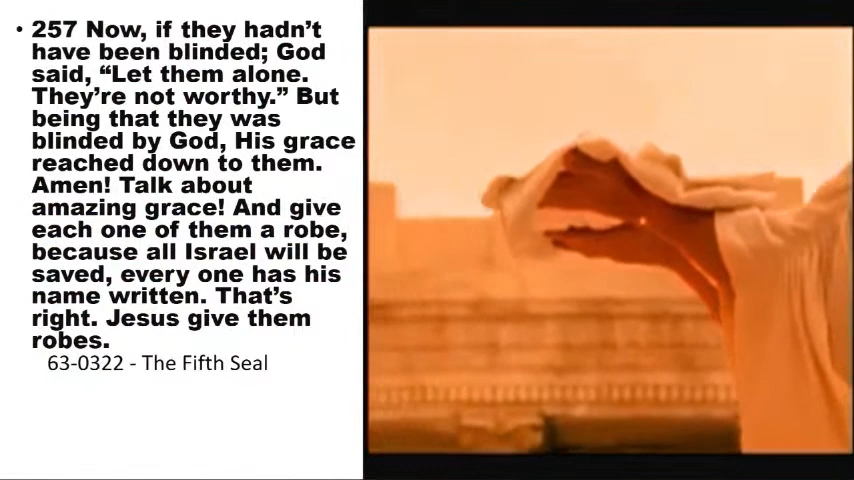 • 257 Now, if they hadn’t
have been blinded; God
said, “Let them alone.
They’re not worthy.” But
being that they was
blinded by God, His grace
reached down to them.
Amen! Talk about
amazing grace! And give
each one of them a robe,
because all Israel will be
saved, every one has his
name written. That’s
right. Jesus give them
robes.
63-0322 - The Fifth Seal